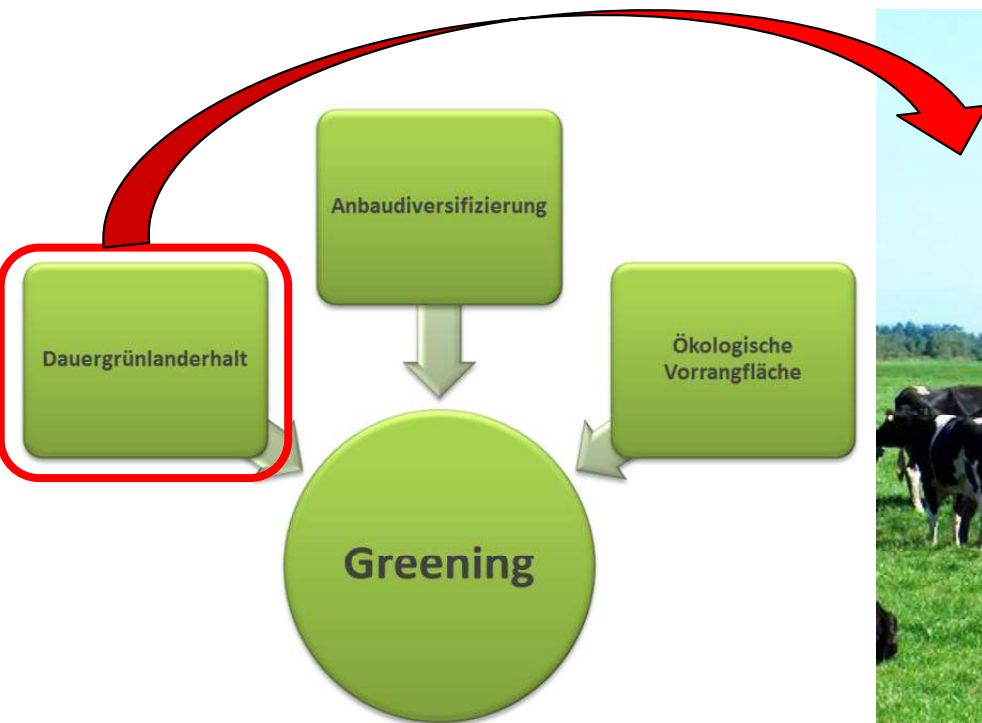 Anbaudiversifizierung
Dauergrünlanderhalt
Ökologische
Vorrangfläche
Greening